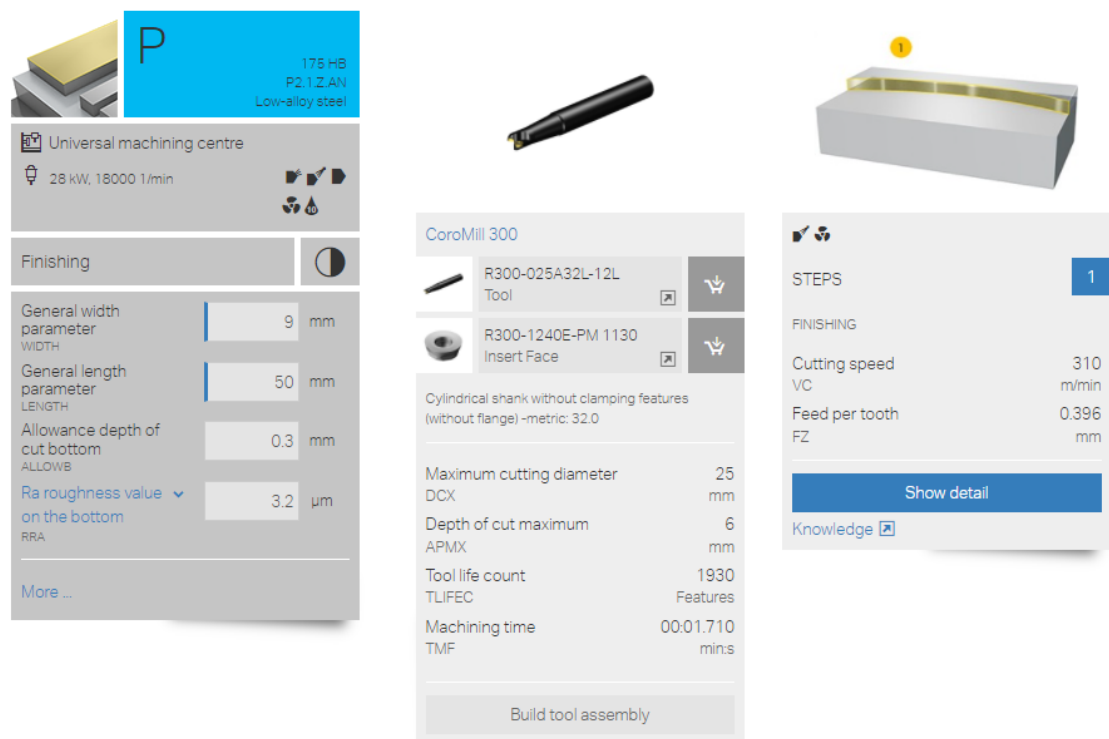 P
175 HB
P2.1.Z.AN
Low-alloy steel
Universal machining centre
28 kW, 18000 1/min
10
Finishing
General width
parameter
WIDTH
9 mm
General length
parameter
LENGTH
50 mm
Allowance depth of
cut bottom
ALLOWB
0.3 mm
Ra roughness value
on the bottom
RRA
3.2 µm
More ...
CoroMill 300
R300-025A32L-12L
Tool
R300-1240E-PM 1130
Insert Face
Cylindrical shank without clamping features
(without flange) -metric: 32.0
Maximum cutting diameter 25
DCX mm
Depth of cut maximum 6
APMX mm
Tool life count 1930
TLIFEC Features
Machining time 00:01.710
TMF min:s
Build tool assembly
1
STEPS 1
FINISHING
Cutting speed 310
VC m/min
Feed per tooth 0.396
FZ mm
Show detail
Knowledge